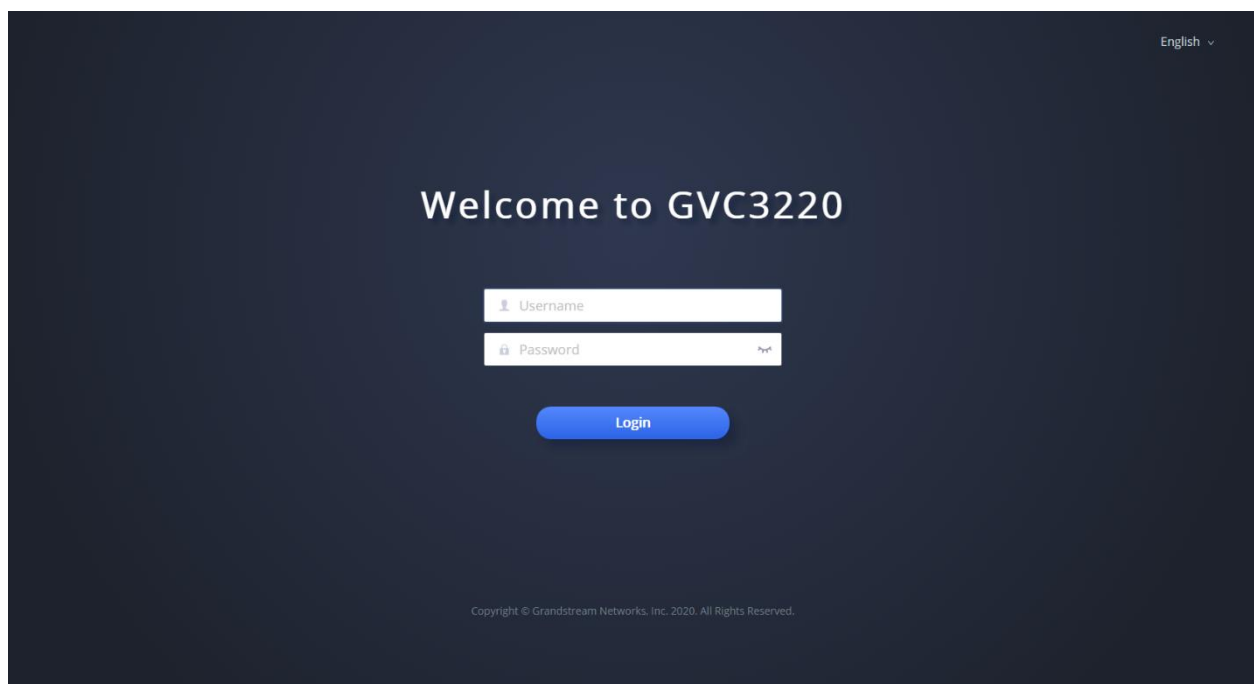 English
Welcome to GVC3220
Username
Password
Login
Copyright © Grandstream Networks, Inc. 2020. All Rights Reserved.